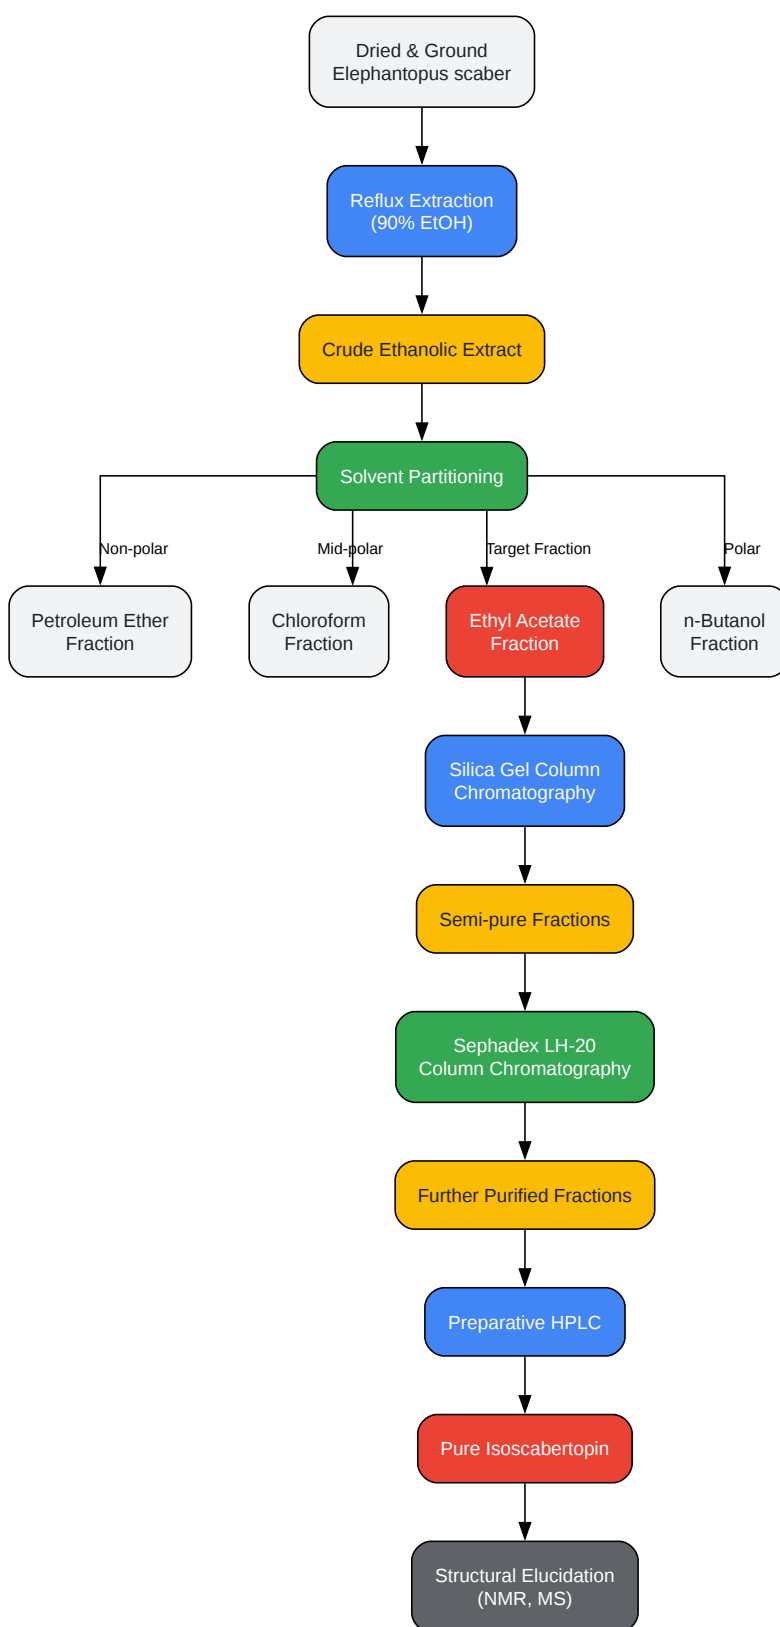 Dried & Ground
Elephantopus scaber
Reflux Extraction
(90% EtOH)
Crude Ethanolic Extract
Solvent Partitioning
Non-polar
Mid-polar
Target Fraction
Polar
Petroleum Ether
Fraction
Chloroform
Fraction
Ethyl Acetate
Fraction
n-Butanol
Fraction
Silica Gel Column
Chromatography
Semi-pure Fractions
Sephadex LH-20
Column Chromatography
Further Purified Fractions
Preparative HPLC
Pure Isoscabertopin
Structural Elucidation
(NMR, MS)